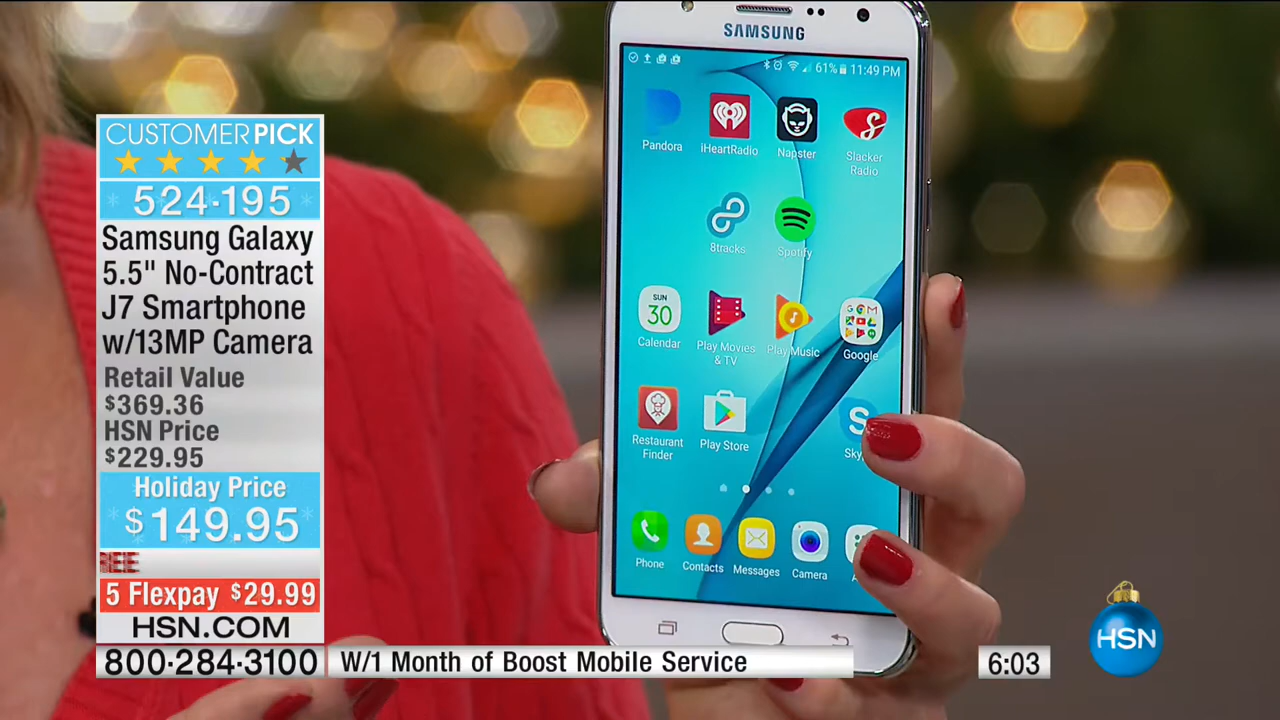 CUSTOMER PICK
524-195
Samsung Galaxy
5.5" No-Contract
J7 Smartphone
w/13MP Camera
Retail Value
$369.36
HSN Price
$229.95
Holiday Price
$149.95
5 Flexpay $29.99
HSN.COM
800-284-3100
W/1 Month of Boost Mobile Service
6:03
HSN
SAMSUNG
61% 11:49 PM
Pandora
iHeartRadio
Napster
Slacker
Radio
8tracks
Spotify
SUN
30
Calendar
Play Movies
& TV
Play Music
Google
Restaurant
Finder
Play Store
S
Phone
Contacts
Messages
Camera